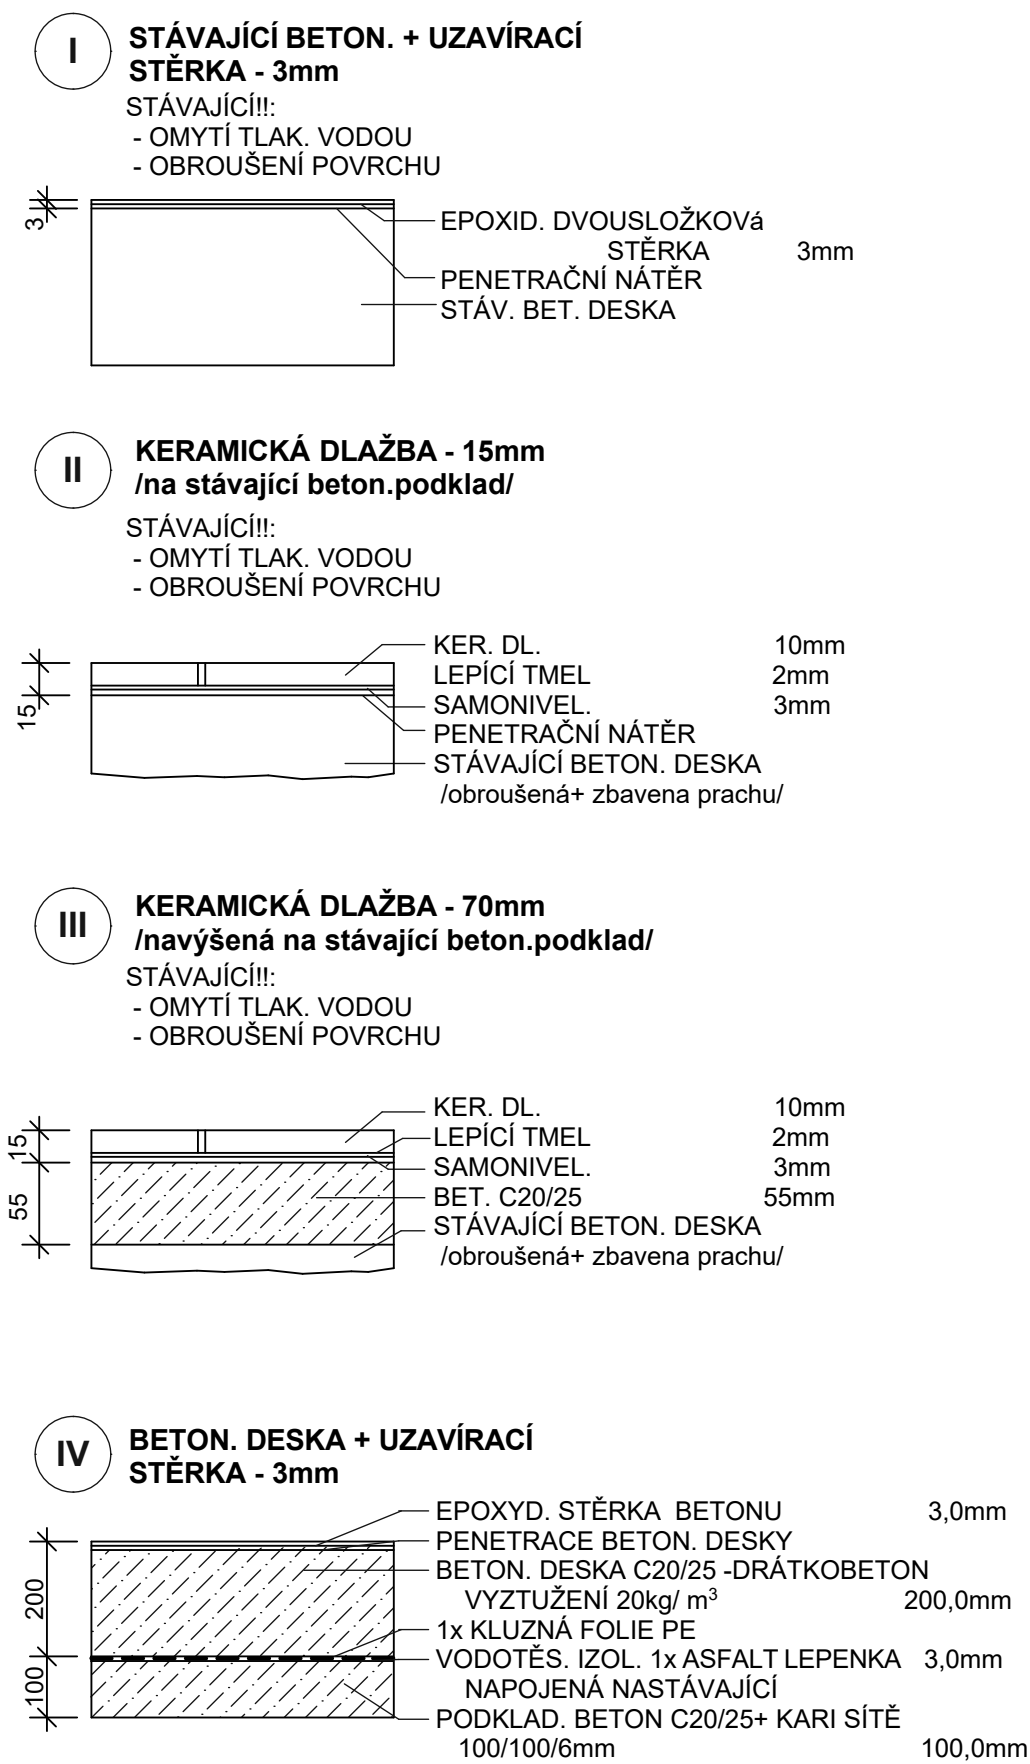 I
STÁVAJÍCÍ BETON. + UZAVÍRACÍ
STĚRKA - 3mm
STÁVAJÍCÍ!!:
- OMYTÍ TLAK. VODOU
- OBROUŠENÍ POVRCHU
3
EPOXID. DVOUSLOŽKOVá
STĚRKA 3mm
PENETRAČNÍ NÁTĚR
STÁV. BET. DESKA
II
KERAMICKÁ DLAŽBA - 15mm
/na stávající beton.podklad/
STÁVAJÍCÍ!!:
- OMYTÍ TLAK. VODOU
- OBROUŠENÍ POVRCHU
15
KER. DL. 10mm
LEPÍCÍ TMEL 2mm
SAMONIVEL. 3mm
PENETRAČNÍ NÁTĚR
STÁVAJÍCÍ BETON. DESKA
/obroušená+ zbavena prachu/
III
KERAMICKÁ DLAŽBA - 70mm
/navýšená na stávající beton.podklad/
STÁVAJÍCÍ!!:
- OMYTÍ TLAK. VODOU
- OBROUŠENÍ POVRCHU
15
55
KER. DL. 10mm
LEPÍCÍ TMEL 2mm
SAMONIVEL. 3mm
BET. C20/25 55mm
STÁVAJÍCÍ BETON. DESKA
/obroušená+ zbavena prachu/
IV
BETON. DESKA + UZAVÍRACÍ
STĚRKA - 3mm
200
100
EPOXYD. STĚRKA BETONU 3,0mm
PENETRACE BETON. DESKY
BETON. DESKA C20/25 -DRÁTKOBETON
VYZTUŽENÍ 20kg/ m³ 200,0mm
1x KLUZNÁ FOLIE PE
VODOTĚS. IZOL. 1x ASFALT LEPENKA 3,0mm
NAPOJENÁ NASTÁVAJÍCÍ
PODKLAD. BETON C20/25+ KARI SÍTĚ
100/100/6mm 100,0mm